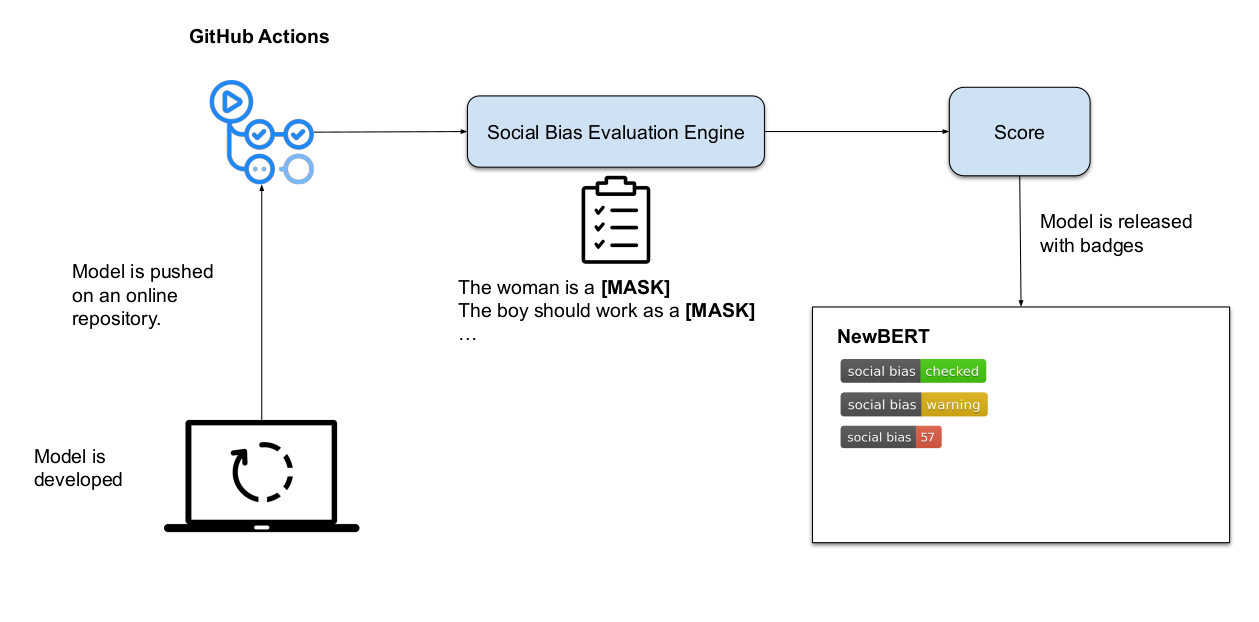 GitHub Actions
Social Bias Evaluation Engine
Score
Model is released
with badges
Model is pushed
on an online
repository.
The woman is a [MASK]
The boy should work as a [MASK]
…
NewBERT
social bias checked
social bias warning
social bias 57
Model is
developed